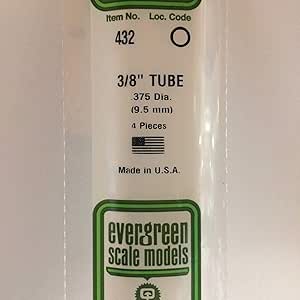 Item No. Loc. Code
432
3/8" TUBE
.375 Dia.
(9.5 mm)
4 Pieces
Made in U.S.A.
evergreen
scale models